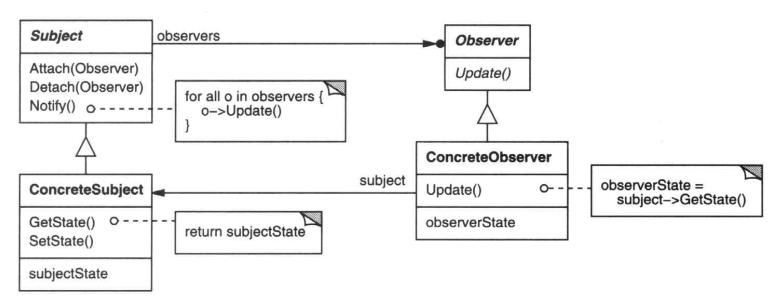 Subject
observers
Observer
Attach(Observer)
Detach(Observer)
Notify()
for all o in observers {
o->Update()
}
Update()
ConcreteSubject
GetState()
SetState()
subjectState
return subjectState
subject
ConcreteObserver
Update()
observerState
observerState =
subject->GetState()